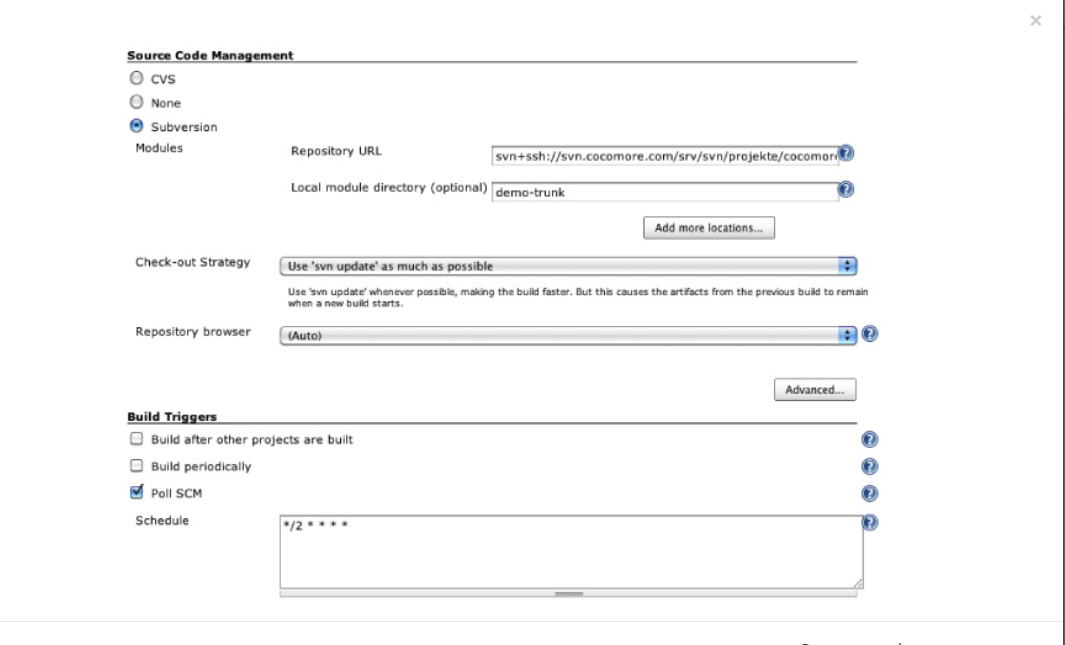 ×
Source Code Management
CVS
None
Subversion
Modules
Repository URL
svn+ssh://svn.cocomore.com/srv/svn/projekte/cocomor
Local module directory (optional)
demo-trunk
Add more locations...
Check-out Strategy
Use 'svn update' as much as possible
Use 'svn update' whenever possible, making the build faster. But this causes the artifacts from the previous build to remain
when a new build starts.
Repository browser
(Auto)
Advanced...
Build Triggers
Build after other projects are built
Build periodically
Poll SCM
Schedule
*/2 * * * *